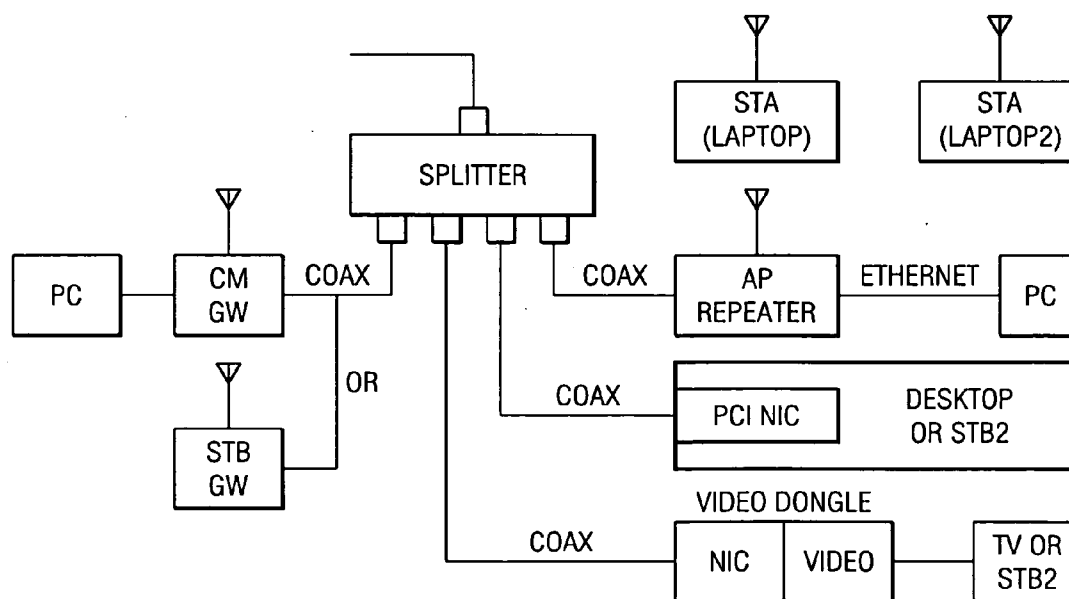 STA
(LAPTOP)
STA
(LAPTOP2)
SPLITTER
PC
CM
GW
COAX
COAX
AP
REPEATER
ETHERNET
PC
OR
STB
GW
COAX
PCI NIC
DESKTOP
OR STB2
VIDEO DONGLE
COAX
NIC
VIDEO
TV OR
STB2